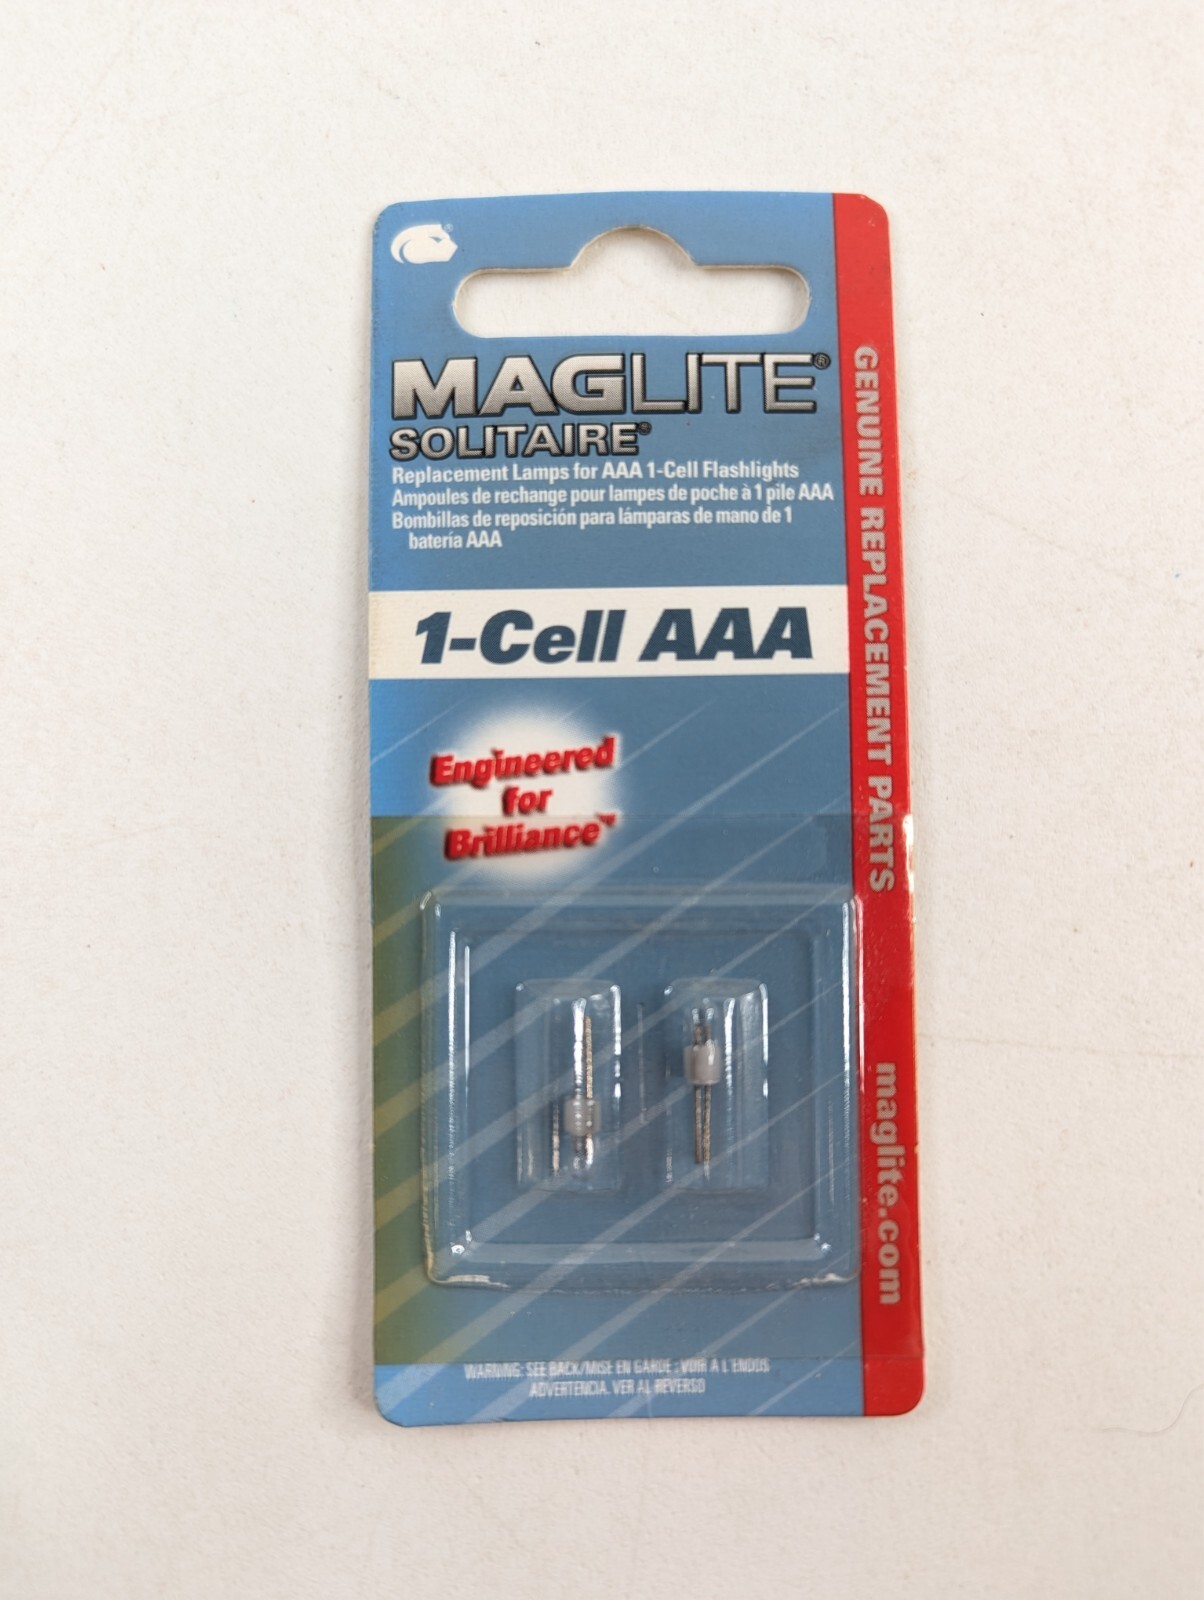 MAGLITE®
SOLITAIRE®
Replacement Lamps for AAA 1-Cell Flashlights
Ampoules de rechange pour lampes de poche à 1 pile AAA
Bombillas de reposición para lámparas de mano de 1
batería AAA
1-Cell AAA
Engineered
for
Brilliance™
WARNING: SEE BACK/MISE EN GARDE : VOIR A L'ENDOS
ADVERTENCIA. VER AL REVERSO
GENUINE REPLACEMENT PARTS
maglite.com